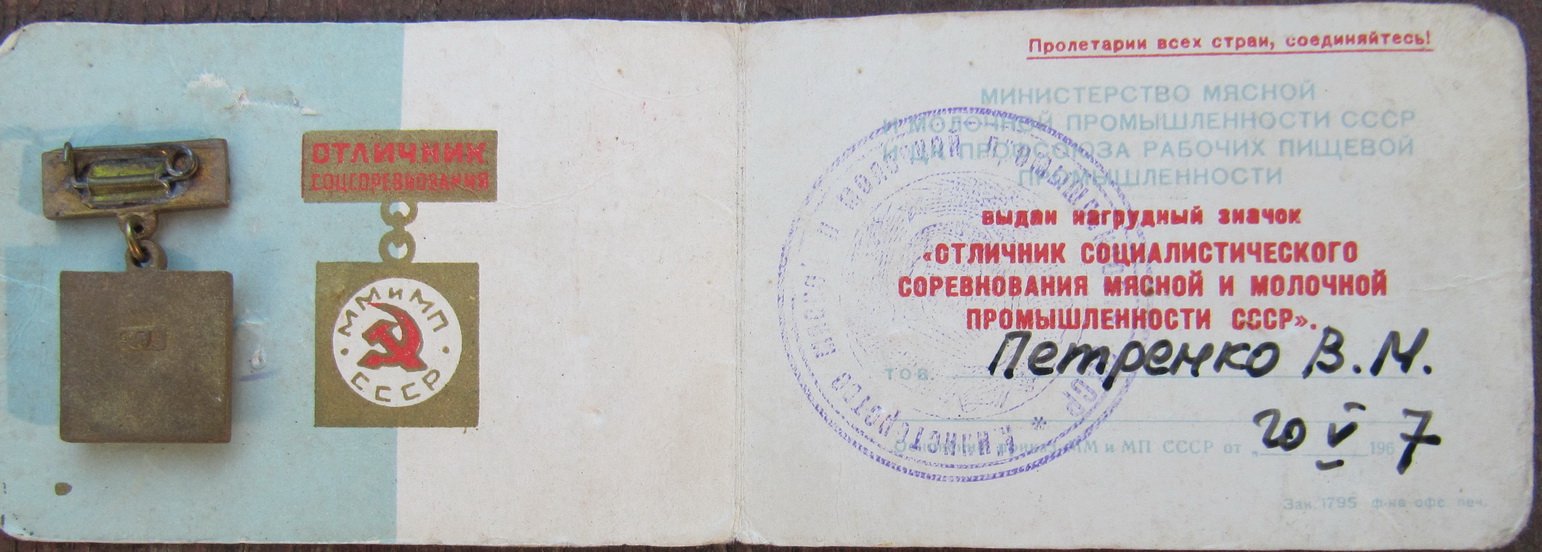 ОТЛИЧНИК
СОЦСОРЕВНОВАНИЯ
ММиМП
СССР
Пролетарии всех стран, соединяйтесь!
МИНИСТЕРСТВО МЯСНОЙ
И МОЛОЧНОЙ ПРОМЫШЛЕННОСТИ СССР
И ЦК ПРОФСОЮЗА РАБОЧИХ ПИЩЕВОЙ
ПРОМЫШЛЕННОСТИ
выдан нагрудный значок
«ОТЛИЧНИК СОЦИАЛИСТИЧЕСКОГО
СОРЕВНОВАНИЯ МЯСНОЙ И МОЛОЧНОЙ
ПРОМЫШЛЕННОСТИ СССР».
тов. Петренко В.М.
приказ ММ и МП СССР от „20 V 1967
Зак. 1795 ф-ка офс. печ.